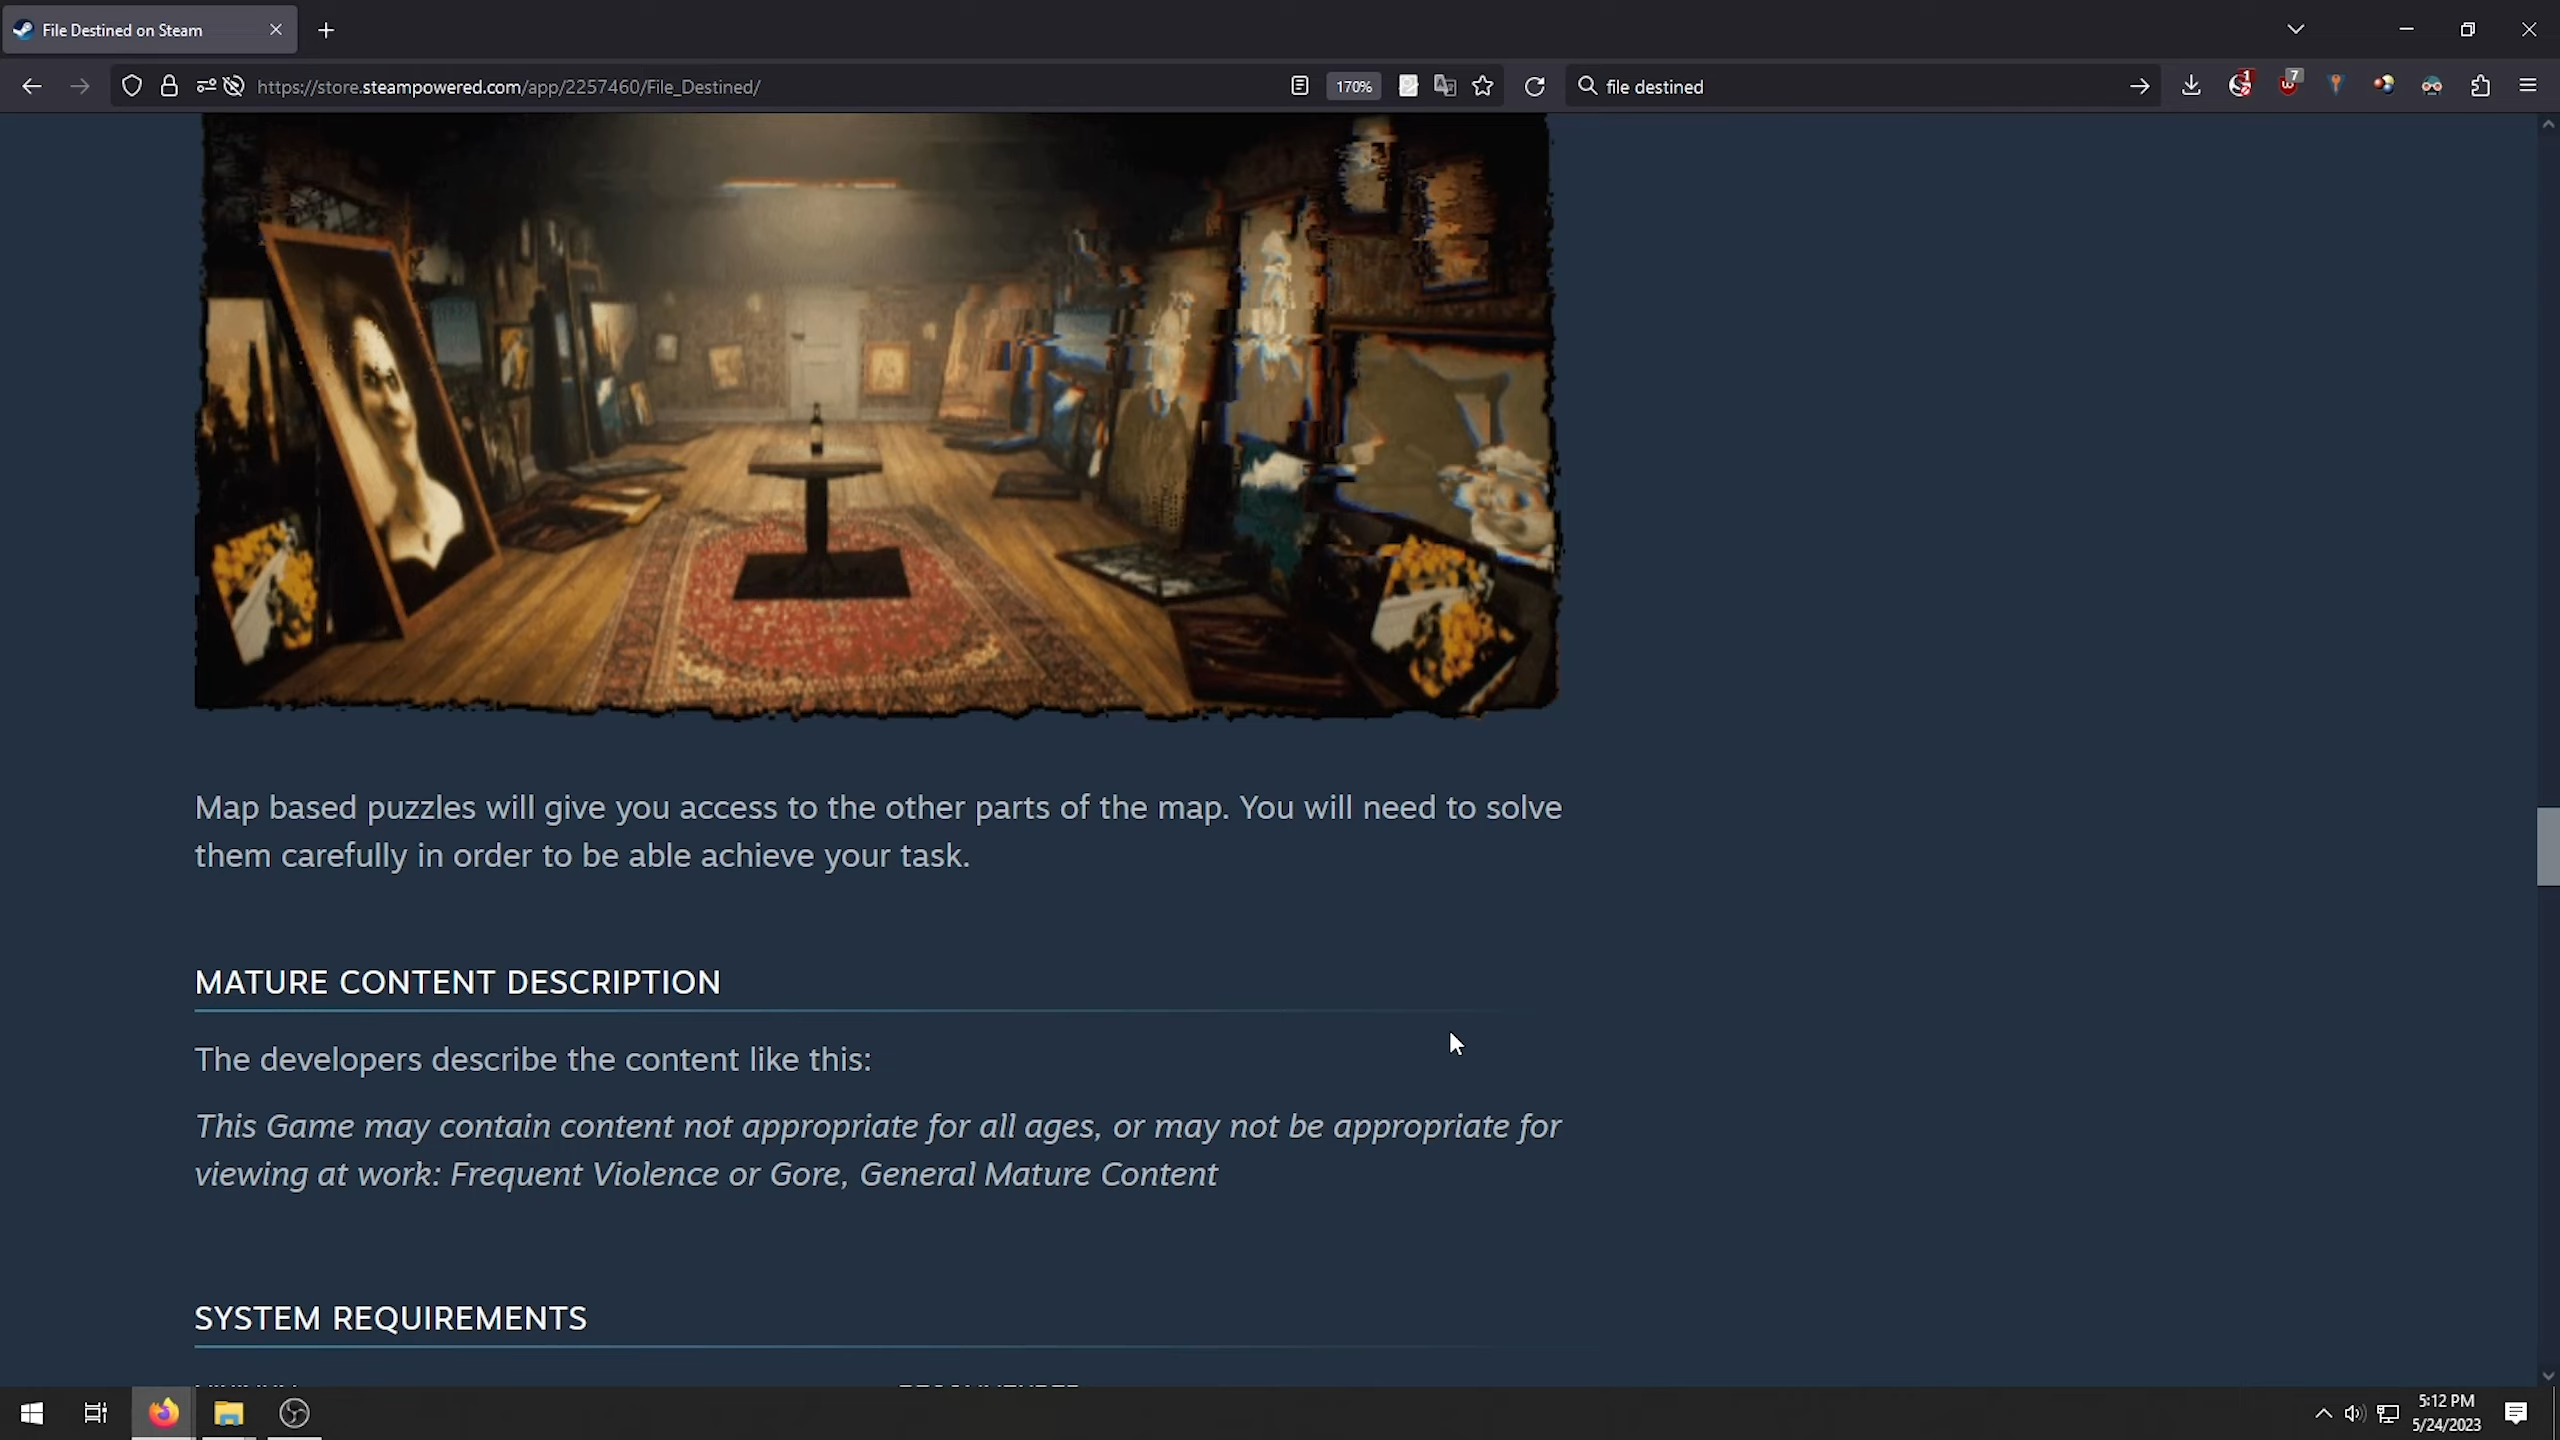 File Destined on Steam
https://store.steampowered.com/app/2257460/File_Destined/
170%
file destined
1
7
Map based puzzles will give you access to the other parts of the map. You will need to solve
them carefully in order to be able achieve your task.
MATURE CONTENT DESCRIPTION
The developers describe the content like this:
This Game may contain content not appropriate for all ages, or may not be appropriate for
viewing at work: Frequent Violence or Gore, General Mature Content
SYSTEM REQUIREMENTS
5:12 PM
5/24/2023